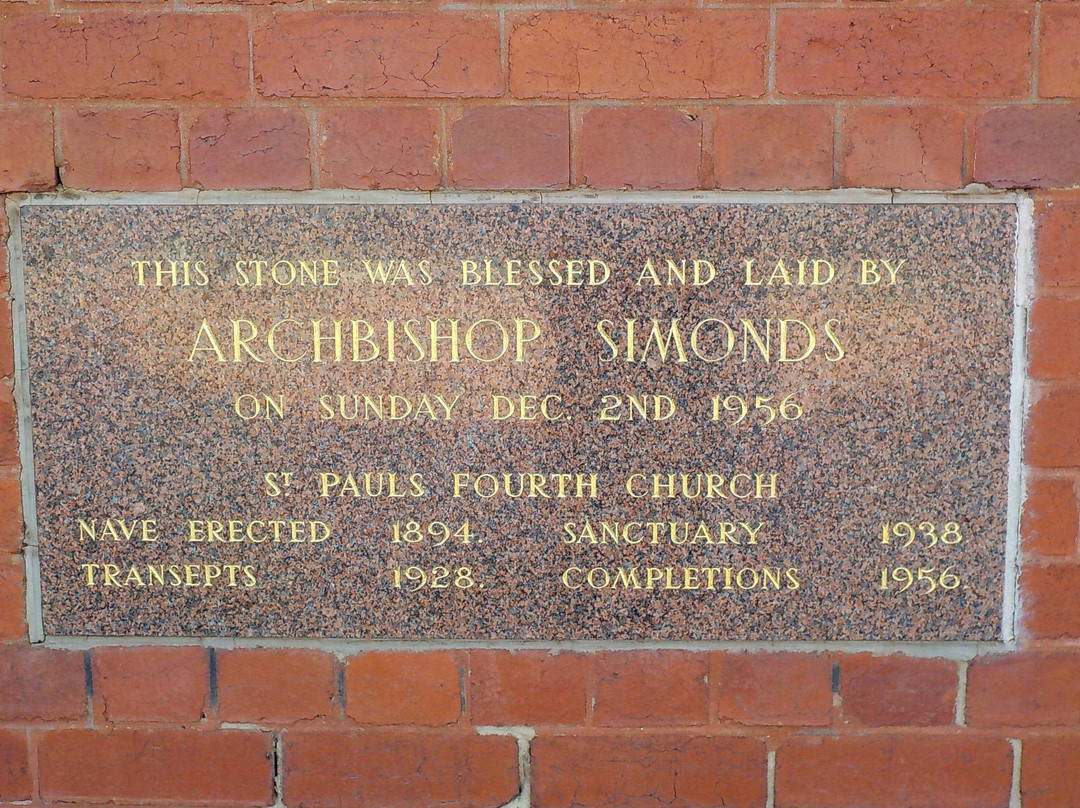 THIS STONE WAS BLESSED AND LAID BY
ARCHBISHOP SIMONDS
ON SUNDAY DEC. 2ND 1956
ST PAULS FOURTH CHURCH
NAVE ERECTED 1894. SANCTUARY 1938.
TRANSEPTS 1928. COMPLETIONS 1956.